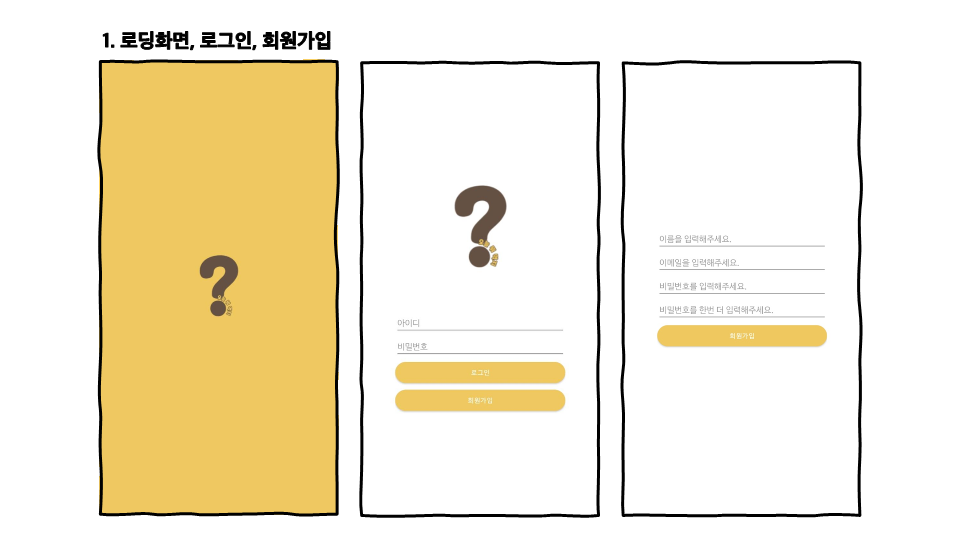 1. 로딩화면, 로그인, 회원가입
아이디
비밀번호
로그인
회원가입
이름을 입력해주세요.
이메일을 입력해주세요.
비밀번호를 입력해주세요.
비밀번호를 한번 더 입력해주세요.
회원가입